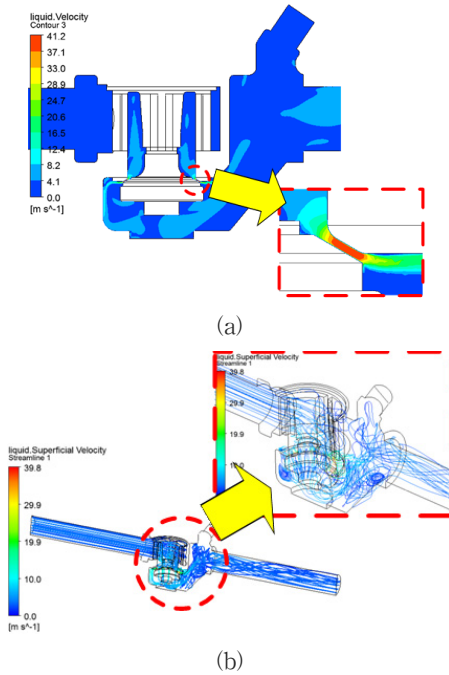 liquid.Velocity
Contour 3
41.2
37.1
33.0
28.9
24.7
20.6
16.5
12.4
8.2
4.1
0.0
[m s^-1]
(a)
liquid.Superficial Velocity
Streamline 1
39.8
29.9
19.9
liquid.Superficial Velocity
Streamline 1
39.8
29.9
19.9
10.0
0.0
[m s^-1]
(b)